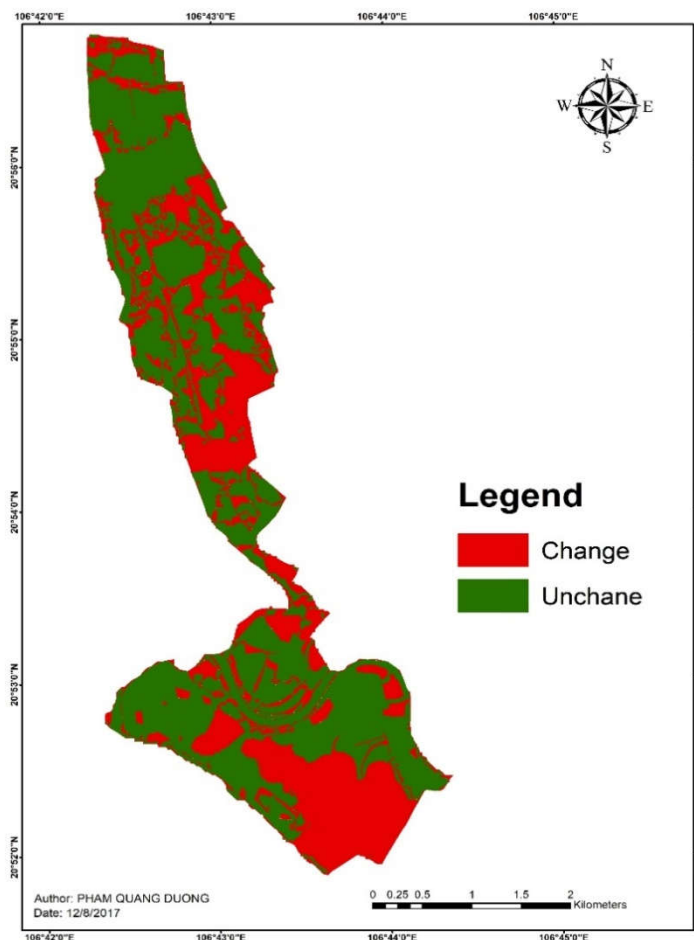 106°42'0"E 106°43'0"E 106°44'0"E 106°45'0"E
N
W E
S
20°56'0"N
20°55'0"N
20°54'0"N
Legend
Change
Unchane
20°53'0"N
20°52'0"N
Author: PHAM QUANG DUONG
Date: 12/8/2017
0 0.25 0.5 1 1.5 2
Kilometers
106°42'0"E 106°43'0"E 106°44'0"E 106°45'0"E